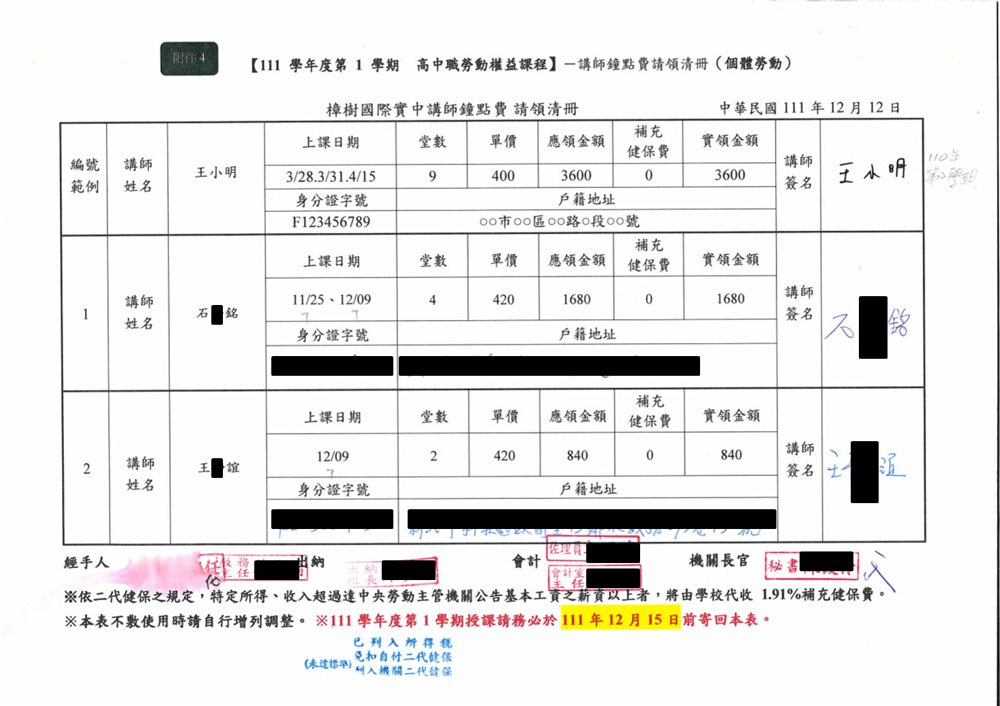 附件 4
【111 學年度第 1 學期 高中職勞動權益課程】－講師鐘點費請領清冊（個體勞動）
樟樹國際實中講師鐘點費 請領清冊
中華民國 111 年 12 月 12 日
編號範例 講師姓名 王小明 上課日期 堂數 單價 應領金額 補充健保費 實領金額 講師簽名 王小明
3/28.3/31.4/15 9 400 3600 0 3600
身分證字號 戶籍地址
F123456789 ○○市○○區○○路○段○○號
110年
第2學期
1 講師姓名 石 銘 上課日期 堂數 單價 應領金額 補充健保費 實領金額 講師簽名 石 銘
11/25、12/09 4 420 1680 0 1680
身分證字號 戶籍地址
2 講師姓名 王 誼 上課日期 堂數 單價 應領金額 補充健保費 實領金額 講師簽名 王 誼
12/09 2 420 840 0 840
身分證字號 戶籍地址
經手人 教務主任 代 出納 出納組長 會計 佐理員 會計室主任 機關長官 秘書
※依二代健保之規定，特定所得、收入超過達中央勞動主管機關公告基本工資之薪資以上者，將由學校代收 1.91%補充健保費。
※本表不敷使用時請自行增列調整。※111 學年度第 1 學期授課請務必於 111 年 12 月 15 日前寄回本表。
已列入所得稅
免扣自付二代健保
(未達標準) 列入機關二代健保